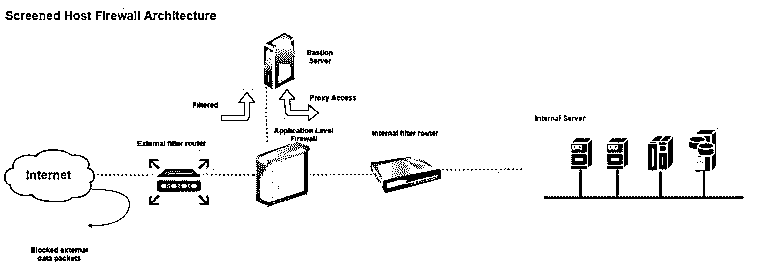 Screened Host Firewall Architecture
Bastion
Server
Filtered
Proxy Access
Application Level
Firewall
Internal filter router
Internal Server
External filter router
Internet
Blocked external
data packets